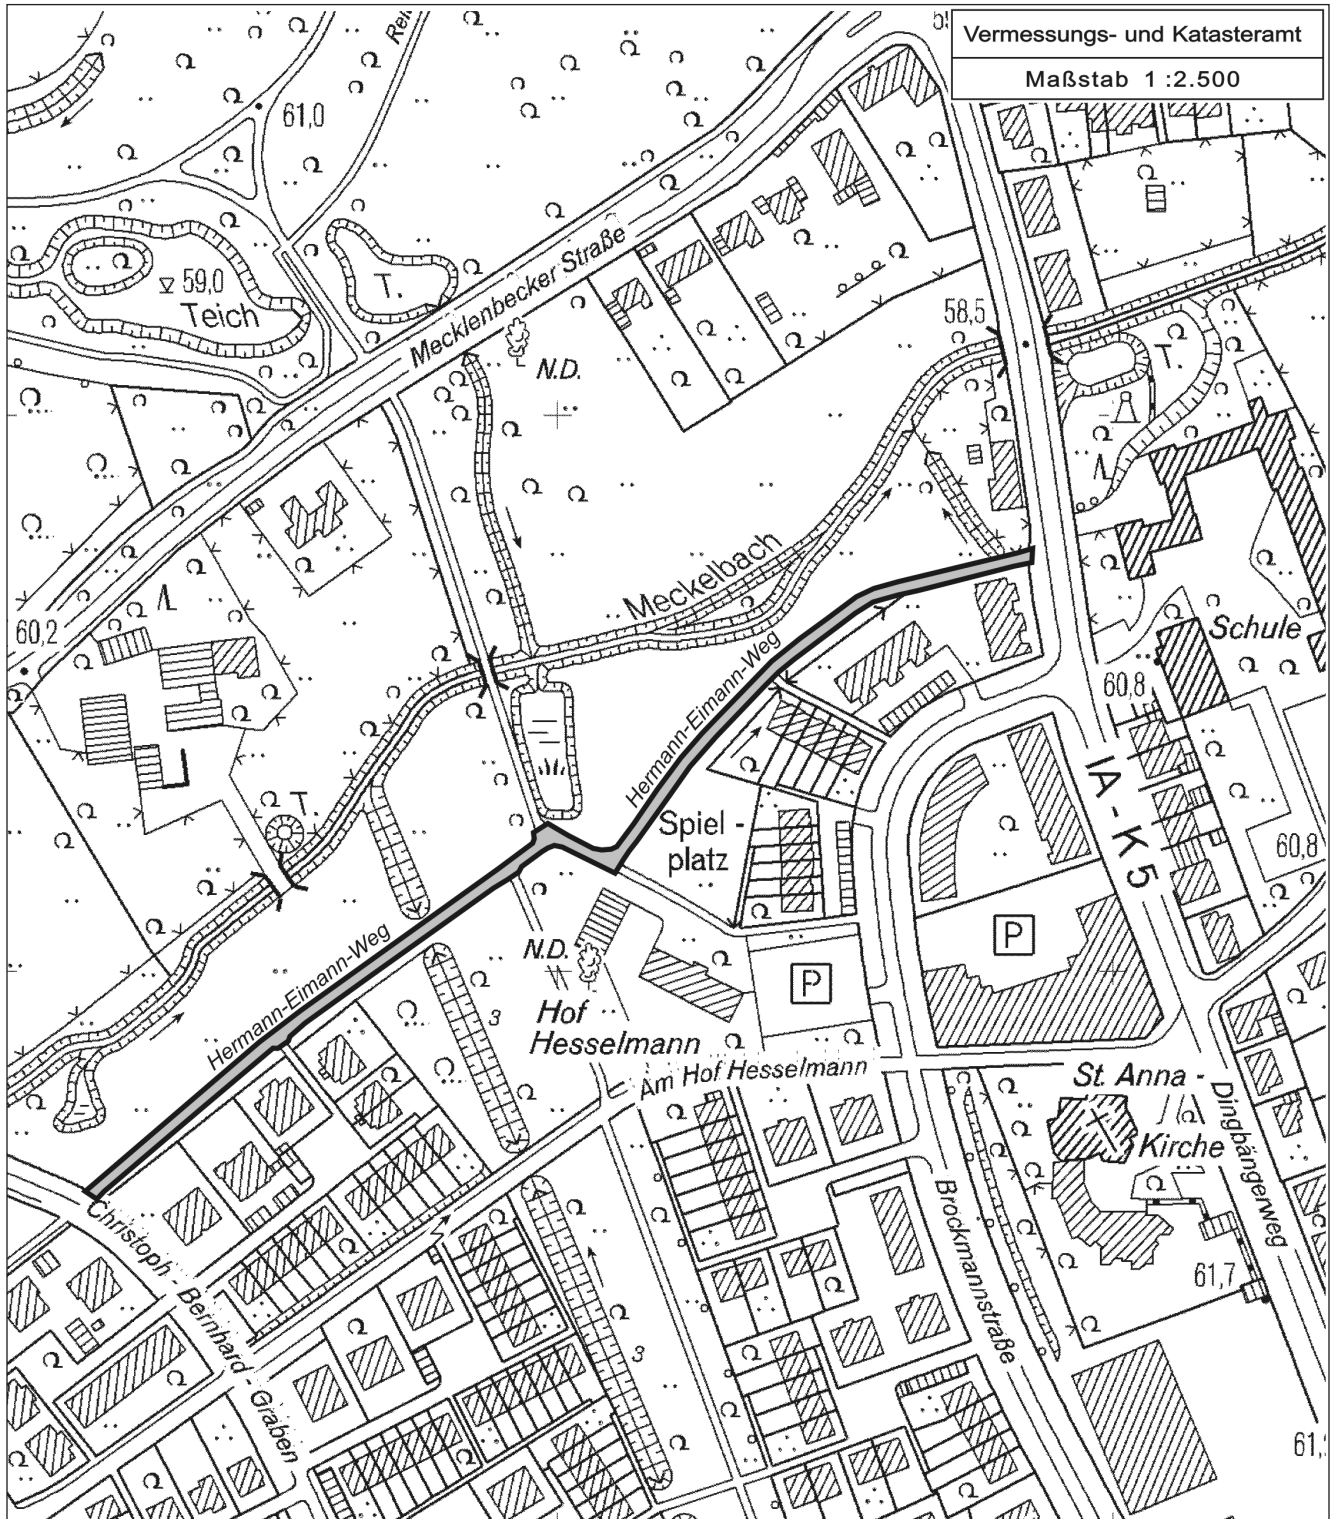 Vermessungs- und Katasteramt
Maßstab 1 :2.500
61,0
59,0
Teich
T.
Mecklenbecker Straße
N.D.
58,5
T.
60,2
Meckelbach
Schule
60,8
Hermann-Eimann-Weg
T.
Spiel -
platz
IA - K 5
60,8
P
P
N.D.
Hof
Hesselmann
3
Hermann-Eimann-Weg
Am Hof Hesselmann
St. Anna -
Kirche
Dingbängerweg
Christoph - Bernhard - Graben
Brockmannstraße
61,7
3